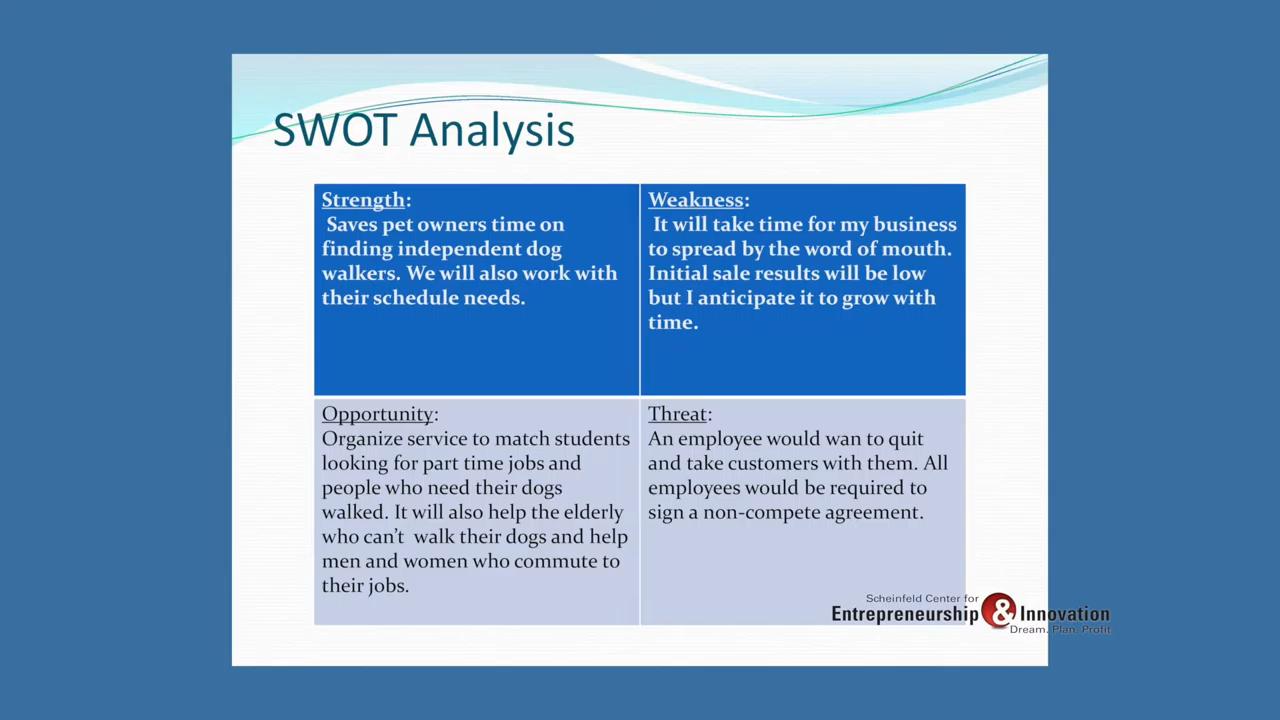 SWOT Analysis
Strength:
Saves pet owners time on
finding independent dog
walkers. We will also work with
their schedule needs.
Weakness:
It will take time for my business
to spread by the word of mouth.
Initial sale results will be low
but I anticipate it to grow with
time.
Opportunity:
Organize service to match students
looking for part time jobs and
people who need their dogs
walked. It will also help the elderly
who can't walk their dogs and help
men and women who commute to
their jobs.
Threat:
An employee would wan to quit
and take customers with them. All
employees would be required to
sign a non-compete agreement.
Scheinfeld Center for
Entrepreneurship & Innovation
Dream. Plan. Profit